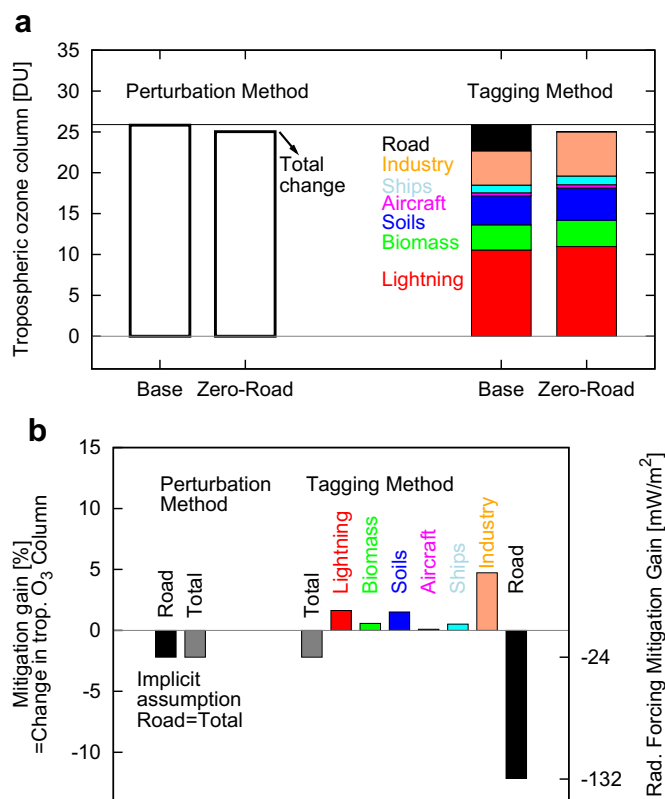 a
Tropospheric ozone column [DU]
35
30
25
20
15
10
5
0
Perturbation Method
Tagging Method
Total
change
Road
Industry
Ships
Aircraft
Soils
Biomass
Lightning
Base
Zero-Road
Base
Zero-Road
b
Mitigation gain [%]
=Change in trop. O₃ Column
15
10
5
0
-5
-10
Perturbation
Method
Tagging Method
Road
Total
Total
Lightning
Biomass
Soils
Aircraft
Ships
Industry
Road
Implicit
assumption
Road=Total
-24
-132
Rad. Forcing Mitigation Gain [mW/m²]